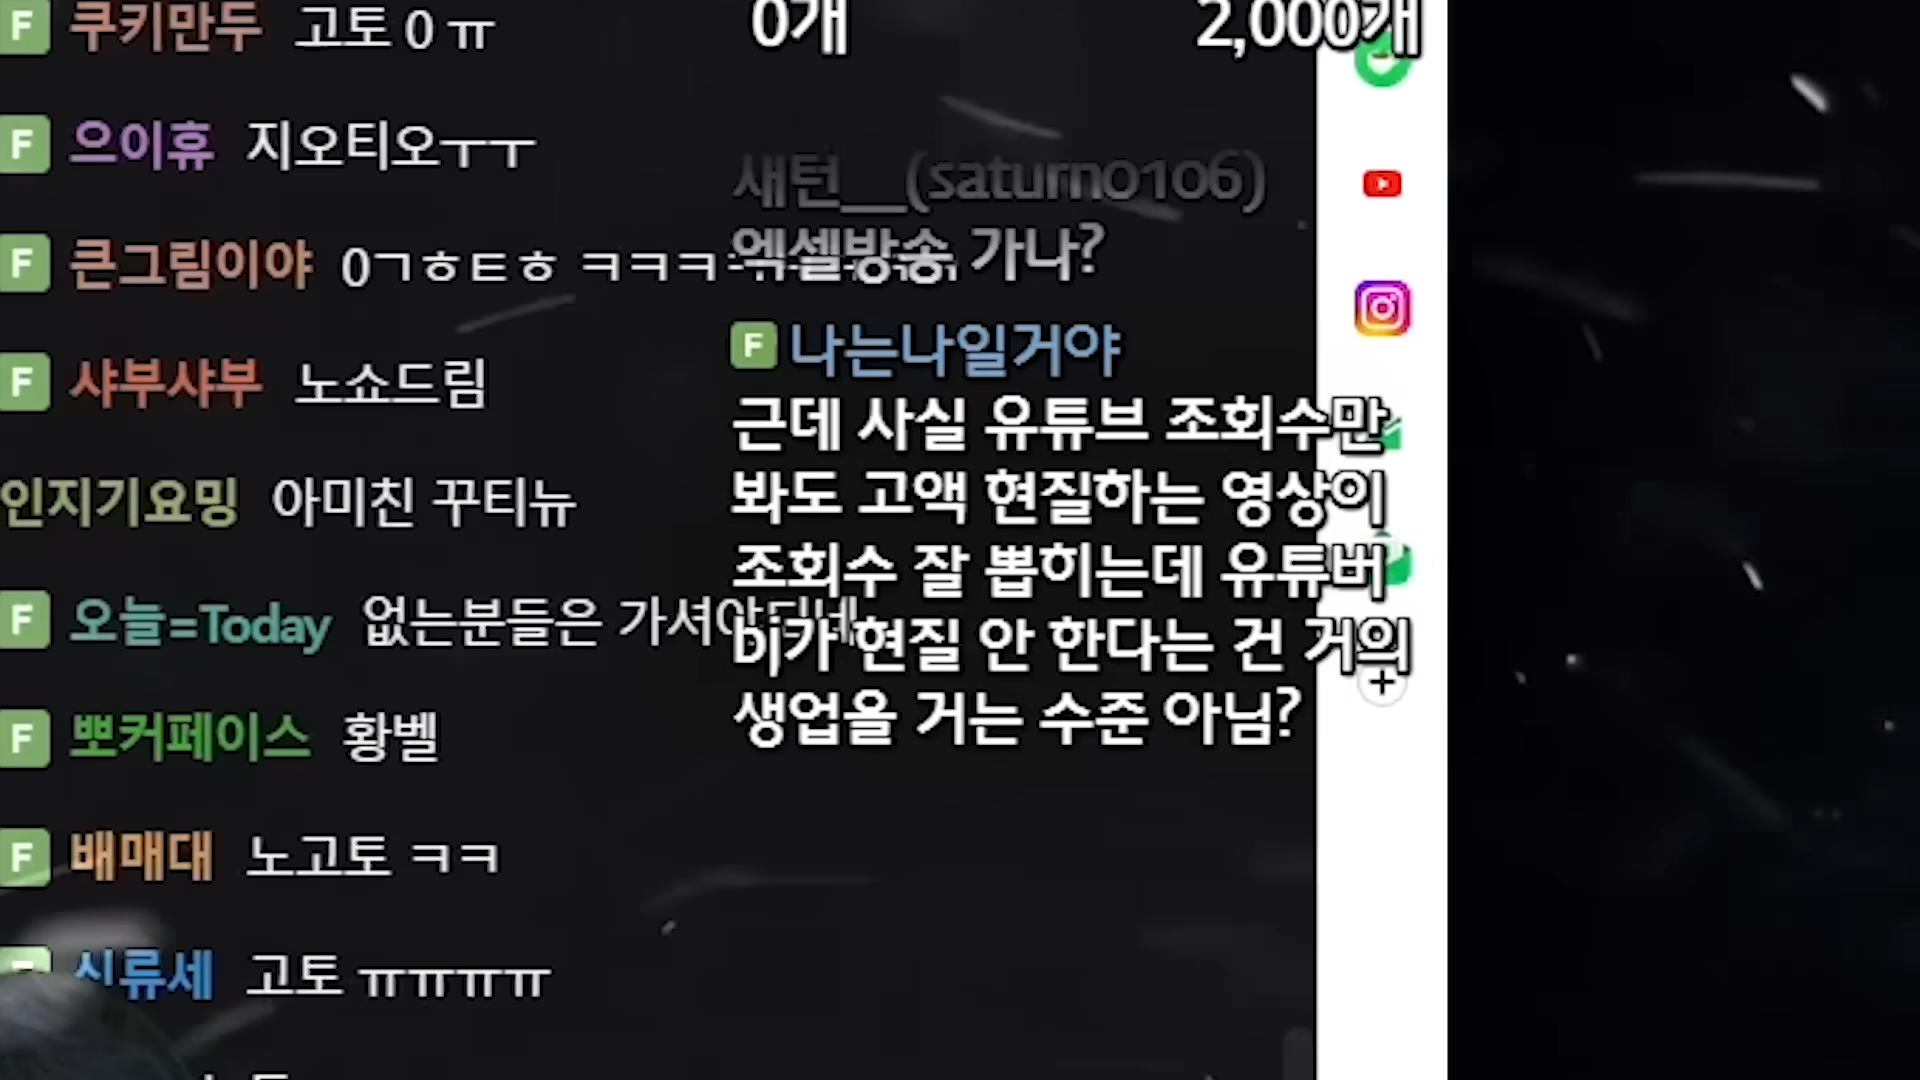 쿠키만두 고토 0 ㅠ
0개 2,000개
F 으이휴 지오티오ㅜㅜ
새턴__(saturn0106)
엑셀방송 가나?
F 큰그림이야 0ㄱㅎㅌㅎ ㅋㅋㅋ
F 나는나일거야
근데 사실 유튜브 조회수만
봐도 고액 현질하는 영상이
조회수 잘 뽑히는데 유튜버
bj가 현질 안 한다는 건 거의
생업을 거는 수준 아님?
F 샤부샤부 노쇼드림
인지기요밍 아미친 꾸티뉴
F 오늘=Today 없는분들은 가셔야되네
F 뽀커페이스 황벨
F 배매대 노고토 ㅋㅋ
신류세 고토 ㅠㅠㅠㅠ